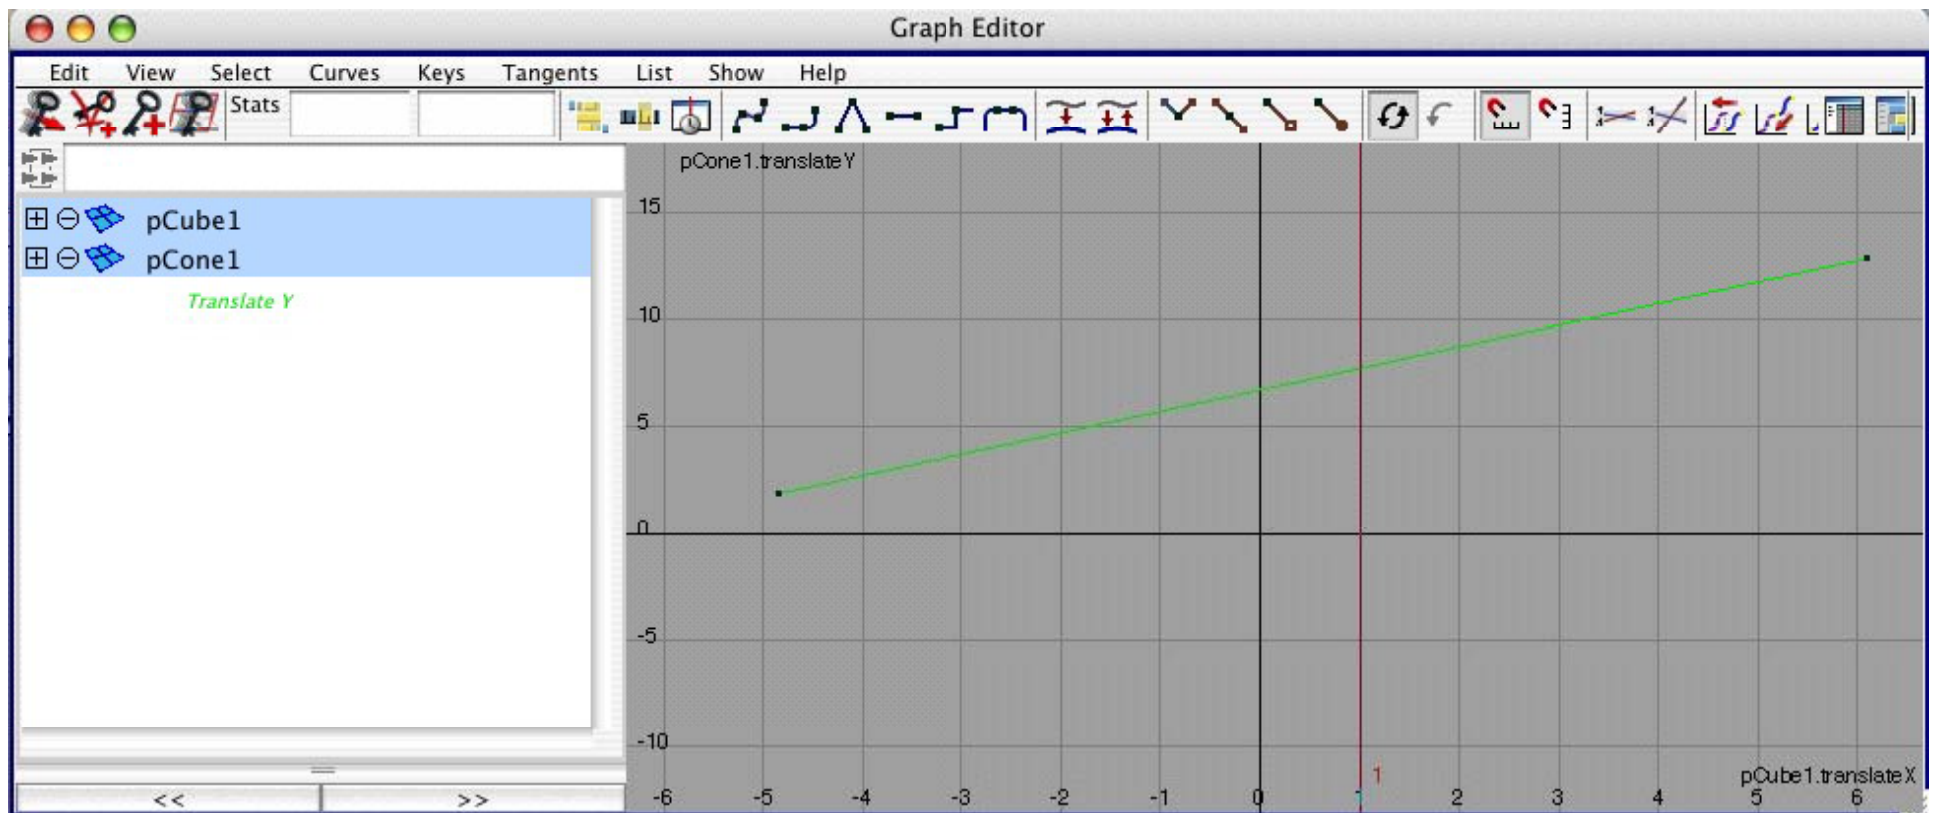 Graph Editor
Edit View Select Curves Keys Tangents List Show Help
Stats
pCube1
pCone1
Translate Y
pCone1.translateY
15
10
5
0
-5
-10
1
pCube1.translateX
-6 -5 -4 -3 -2 -1 0 1 2 3 4 5 6
<< >>